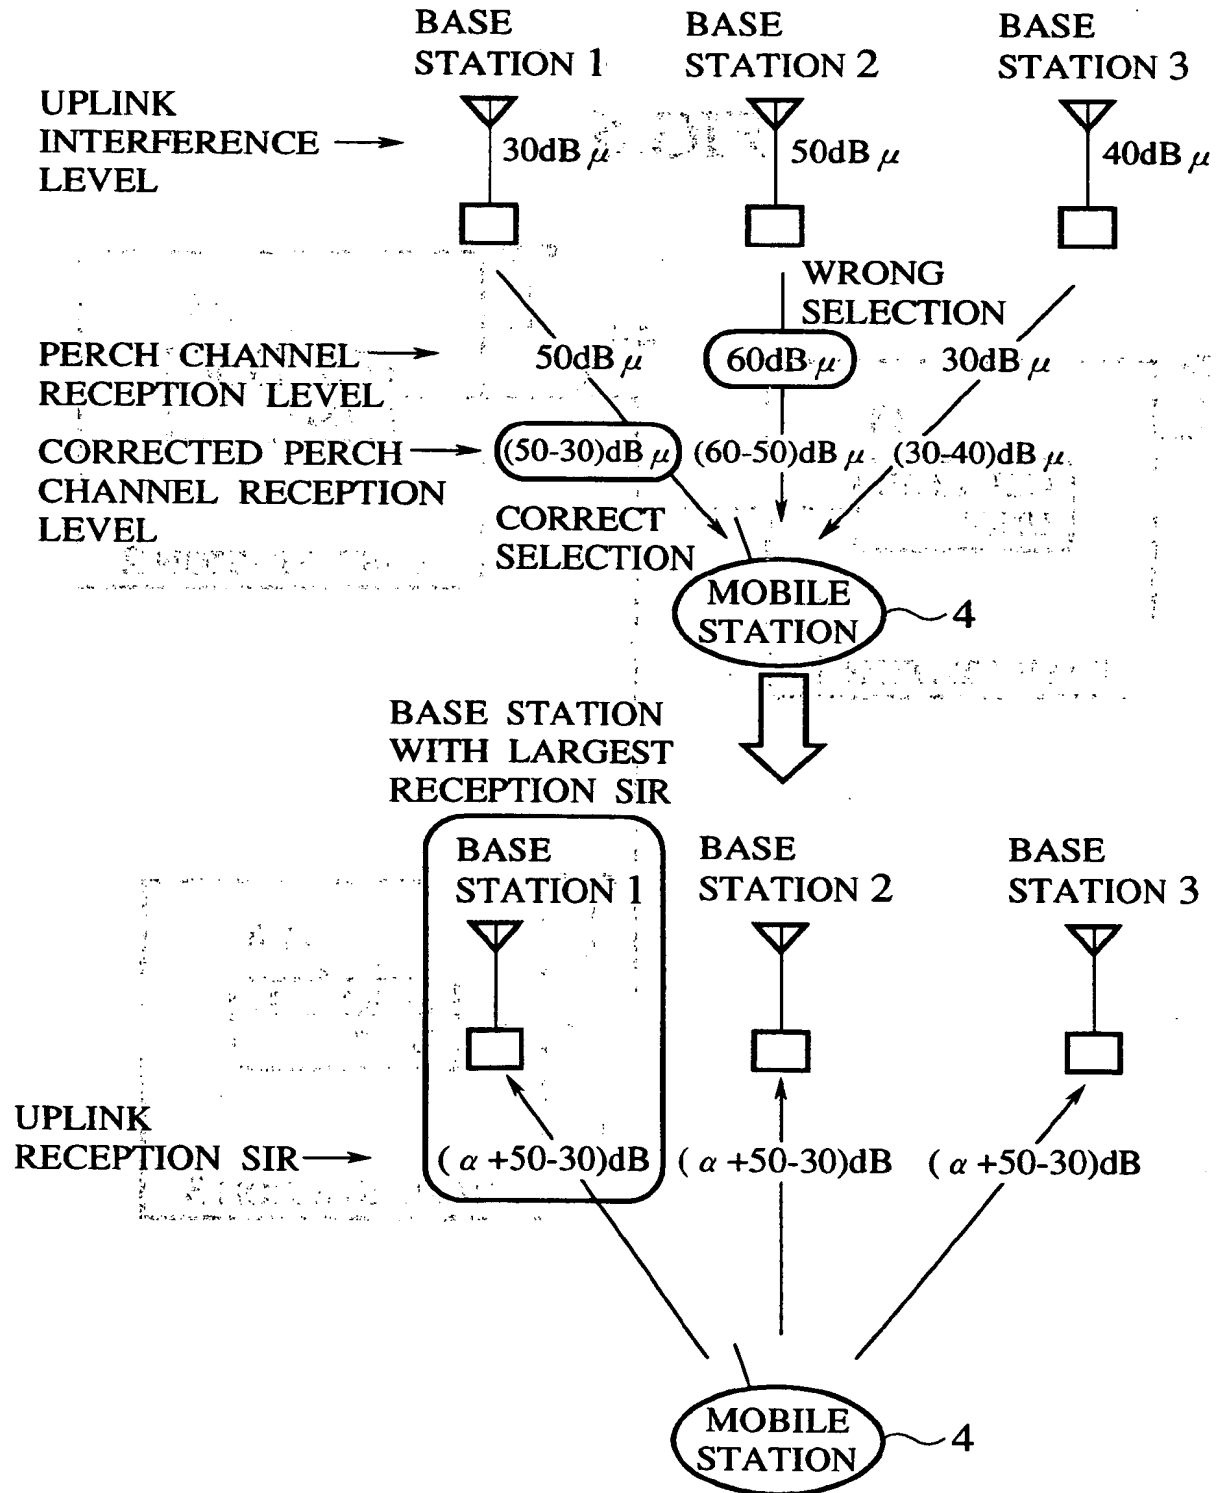 BASE
STATION 1
BASE
STATION 2
BASE
STATION 3
UPLINK
INTERFERENCE
LEVEL
30dB μ
50dB μ
40dB μ
WRONG
SELECTION
PERCH CHANNEL
RECEPTION LEVEL
50dB μ
60dB μ
30dB μ
CORRECTED PERCH
CHANNEL RECEPTION
LEVEL
(50-30)dB μ
(60-50)dB μ
(30-40)dB μ
CORRECT
SELECTION
MOBILE
STATION
4
BASE STATION
WITH LARGEST
RECEPTION SIR
BASE
STATION 1
BASE
STATION 2
BASE
STATION 3
UPLINK
RECEPTION SIR
( α +50-30)dB
( α +50-30)dB
( α +50-30)dB
MOBILE
STATION
4